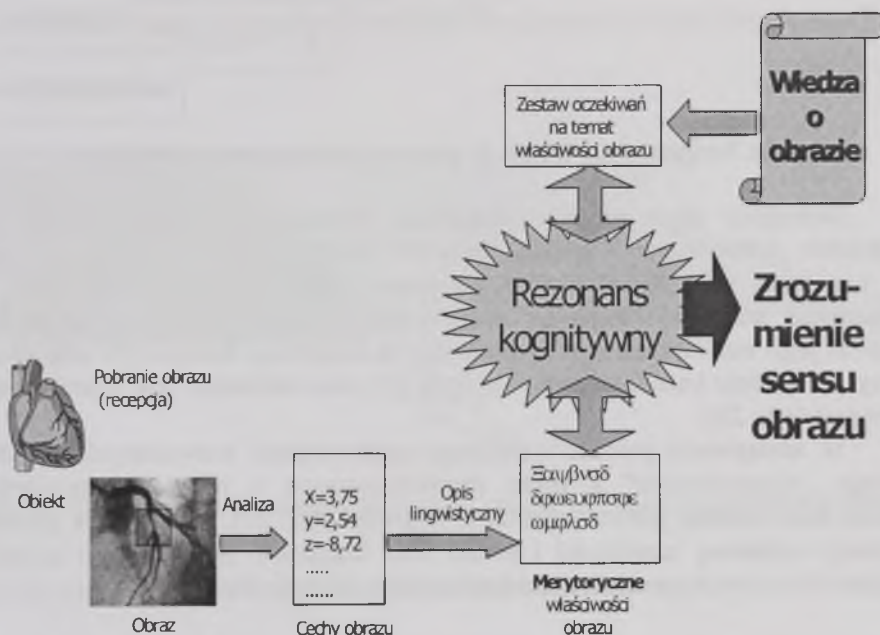 Wiedza
o
obrazie
Zestaw oczekiwań
na temat
właściwości obrazu
Rezonans
kognitywny
Zrozu-
mienie
sensu
obrazu
Pobranie obrazu
(recepcja)
Obiekt
Analiza
X=3,75
y=2,54
z=-8,72
.....
......
Opis
lingwistyczny
Merytoryczne
właściwości
obrazu
Obraz
Cechy obrazu